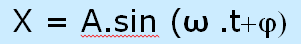 X = A.sin (ω .t+φ)